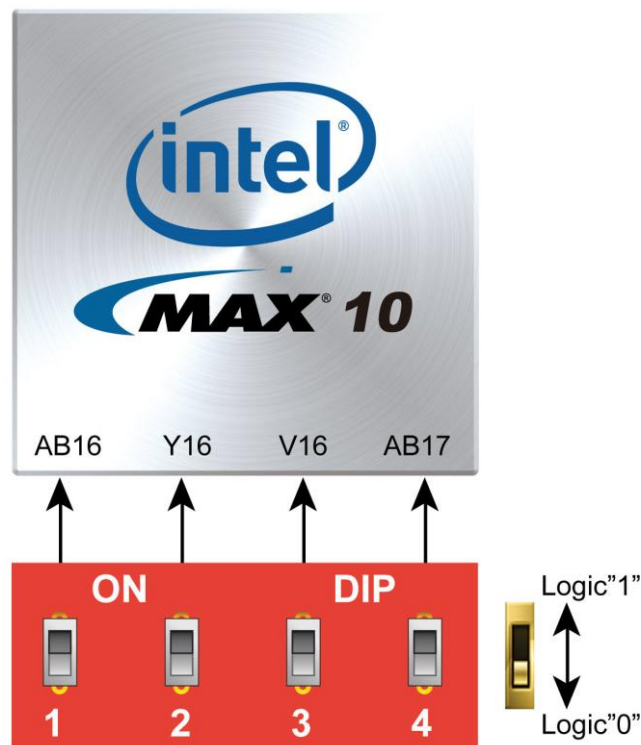 intel®
MAX® 10
AB16 Y16 V16 AB17
ON DIP
Logic"1"
1 2 3 4
Logic"0"